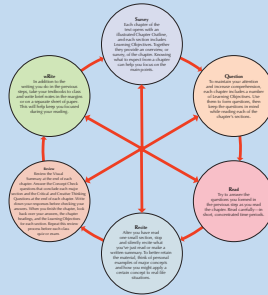 Survey
Each chapter of the
text opens with an
illustrated Chapter Outline,
and each section includes
Learning Objectives. Together
they provide an overview, or
survey, of the chapter. Knowing
what to expect from a chapter
can help you focus on the
main points.
Question
To maintain your attention
and increase comprehension,
each chapter includes a number
of Learning Objectives. Use
them to form questions, then
keep the questions in mind
while reading each of the
chapter's sections.
Read
Try to answer the
questions you formed in
the previous step as you read
the chapter. Read carefully—in
short, concentrated time periods.
Recite
After you have read
one small section, stop
and silently recite what
you've just read or make a
written summary. To better retain
the material, think of personal
examples of major concepts
and how you might apply a
certain concept to real-life
situations.
Review
Review the Visual
Summary at the end of each
chapter. Answer the Concept Check
questions that conclude each major
section and the Critical and Creative Thinking
Questions at the end of each chapter. Write
down your responses before checking your
answers. When you finish the chapter, look
back over your answers, the chapter
headings, and the Learning Objectives
for each section. Repeat this review
process before each class
quiz or exam.
wRite
In addition to the
writing you do in the previous
steps, take your textbook to class
and write brief notes in the margins
or on a separate sheet of paper.
This will help keep you focused
during your reading.